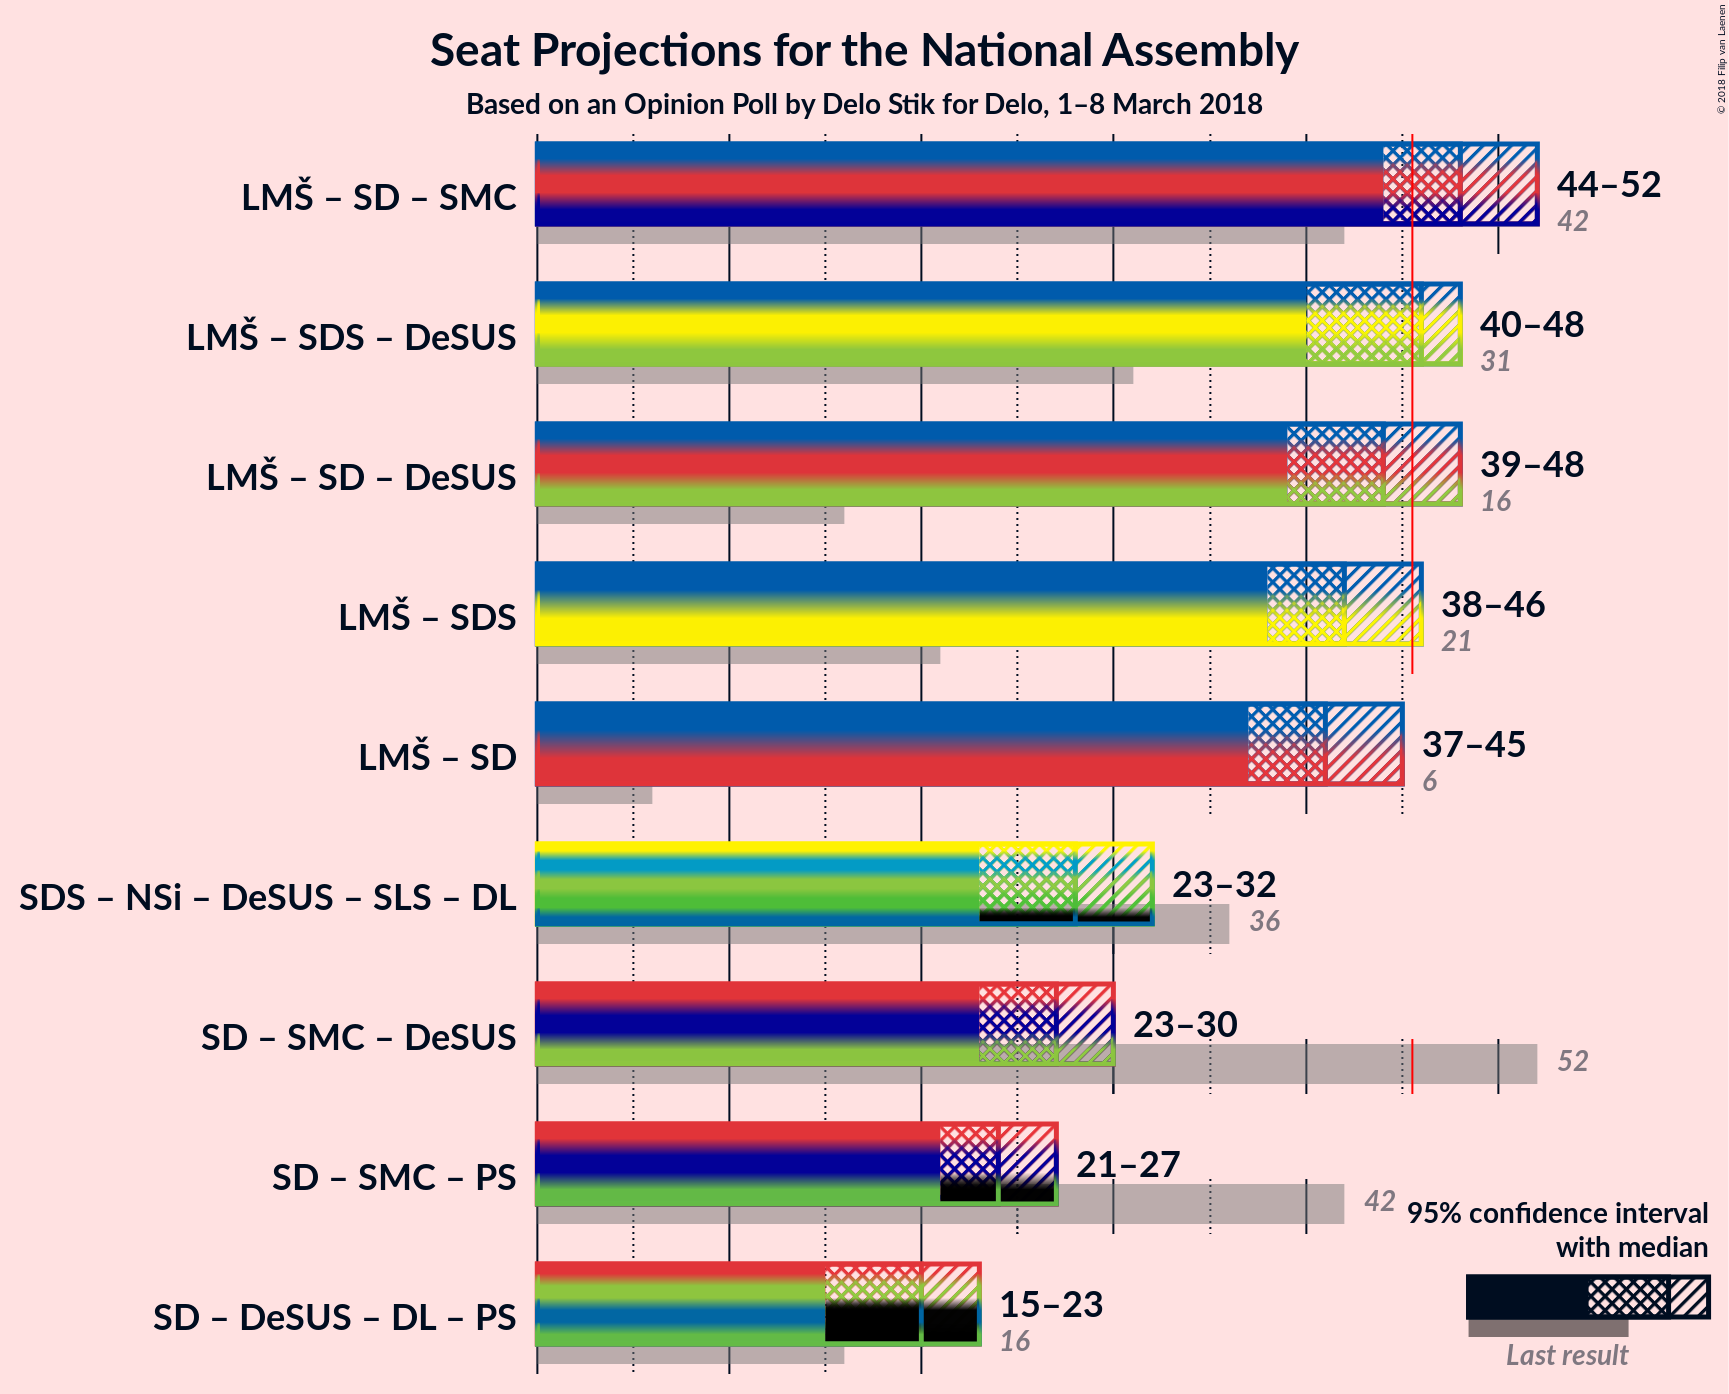 Seat Projections for the National Assembly
Based on an Opinion Poll by Delo Stik for Delo, 1–8 March 2018
© 2018 Filip van Laenen
LMŠ – SD – SMC
44–52
42
LMŠ – SDS – DeSUS
40–48
31
LMŠ – SD – DeSUS
39–48
16
LMŠ – SDS
38–46
21
LMŠ – SD
37–45
6
SDS – NSi – DeSUS – SLS – DL
23–32
36
SD – SMC – DeSUS
23–30
52
SD – SMC – PS
21–27
42
SD – DeSUS – DL – PS
15–23
16
95% confidence interval
with median
Last result